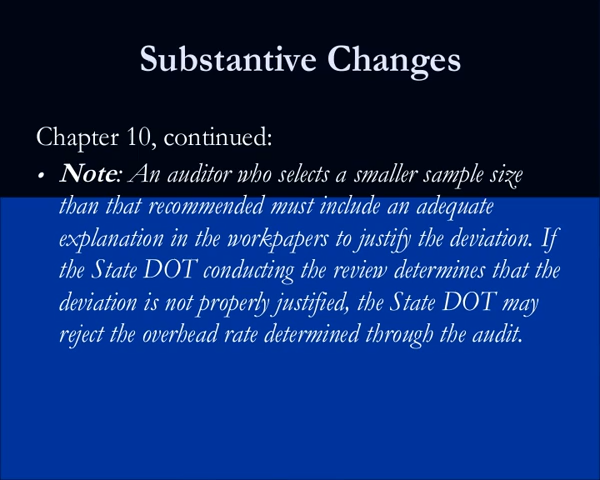 Substantive Changes
Chapter 10, continued:
• Note: An auditor who selects a smaller sample size
than that recommended must include an adequate
explanation in the workpapers to justify the deviation. If
the State DOT conducting the review determines that the
deviation is not properly justified, the State DOT may
reject the overhead rate determined through the audit.